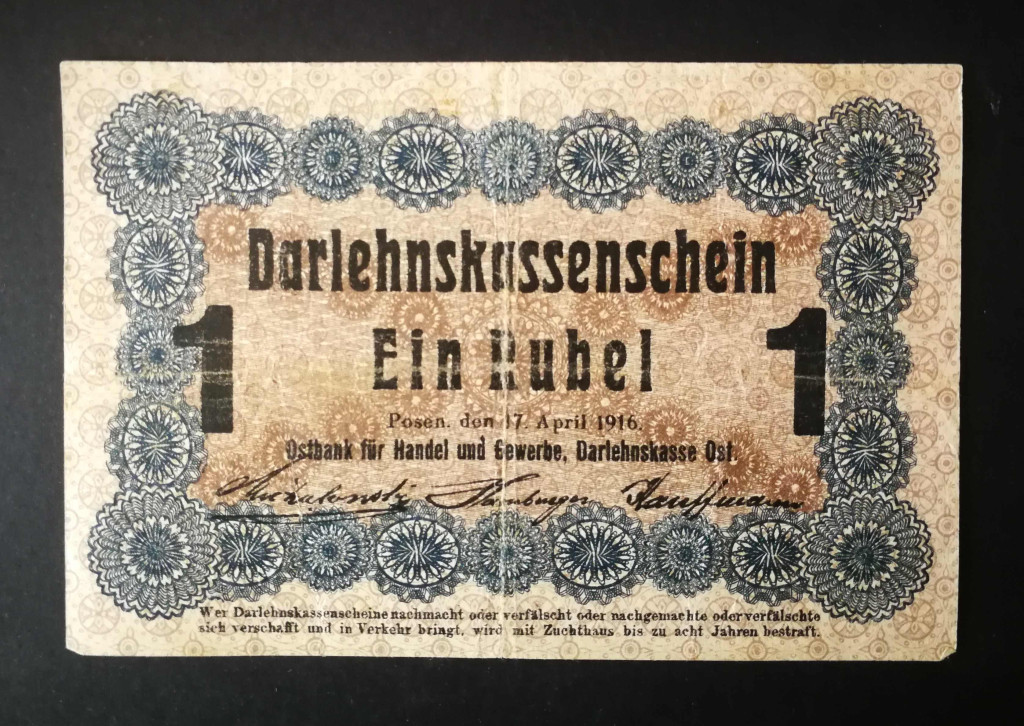 Darlehnskassenschein
1 Ein Rubel 1
Posen, den 17. April 1916.
Ostbank für Handel und Gewerbe, Darlehnskasse Ost.
Hamburger Kauffmann
Wer Darlehnskassenscheine nachmacht oder verfälscht oder nachgemachte oder verfälschte
sich verschafft und in Verkehr bringt, wird mit Zuchthaus bis zu acht Jahren bestraft.